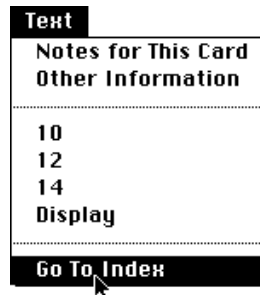 Text
Notes for This Card
Other Information
10
12
14
Display
Go To Index